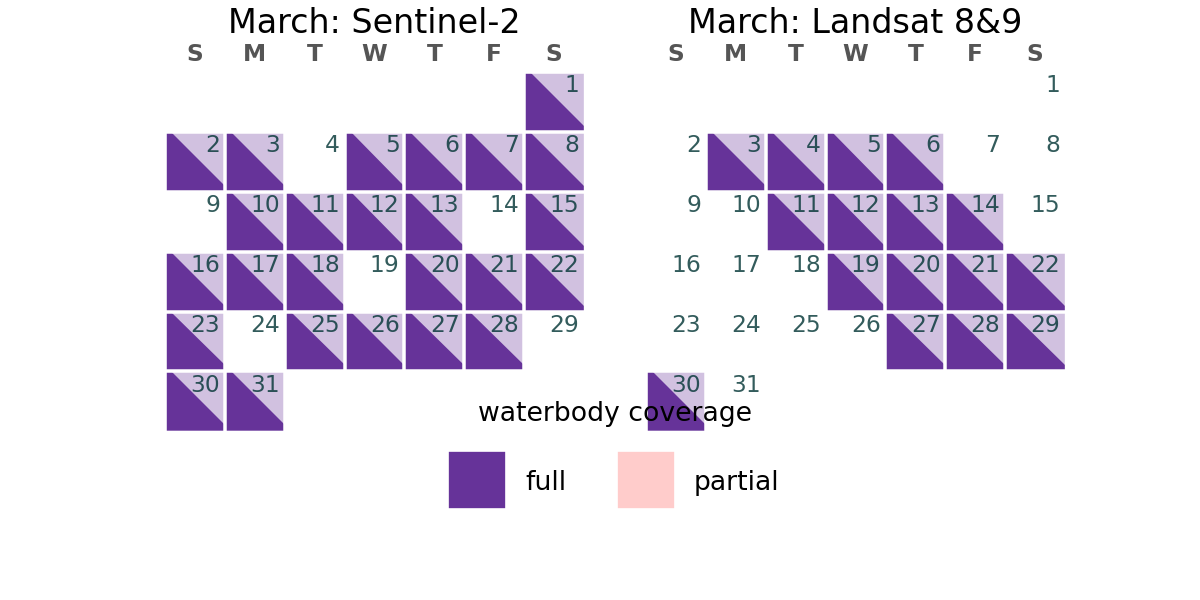 March: Sentinel-2
S M T W T F S
1
2 3 4 5 6 7 8
9 10 11 12 13 14 15
16 17 18 19 20 21 22
23 24 25 26 27 28 29
30 31
March: Landsat 8&9
S M T W T F S
1
2 3 4 5 6 7 8
9 10 11 12 13 14 15
16 17 18 19 20 21 22
23 24 25 26 27 28 29
30 31
waterbody coverage
full partial